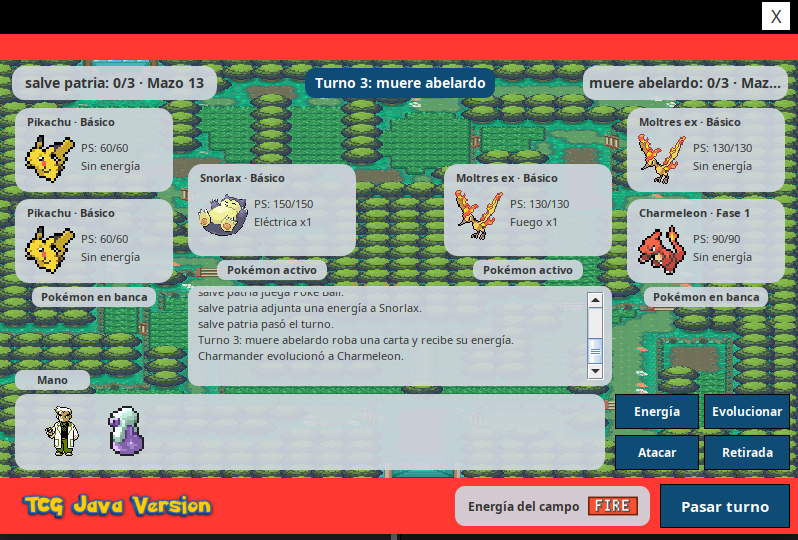 X
salve patria: 0/3 · Mazo 13
Turno 3: muere abelardo
muere abelardo: 0/3 · Maz...
Pikachu · Básico
PS: 60/60
Sin energía
Pikachu · Básico
PS: 60/60
Sin energía
Pokémon en banca
Snorlax · Básico
PS: 150/150
Eléctrica x1
Pokémon activo
Moltres ex · Básico
PS: 130/130
Fuego x1
Pokémon activo
Moltres ex · Básico
PS: 130/130
Sin energía
Charmeleon · Fase 1
PS: 90/90
Sin energía
Pokémon en banca
salve patria juega Poké Ball.
salve patria adjunta una energía a Snorlax.
salve patria pasó el turno.
Turno 3: muere abelardo roba una carta y recibe su energía.
Charmander evolucionó a Charmeleon.
Mano
Energía
Evolucionar
Atacar
Retirada
TCG Java Version
Energía del campo
FIRE
Pasar turno